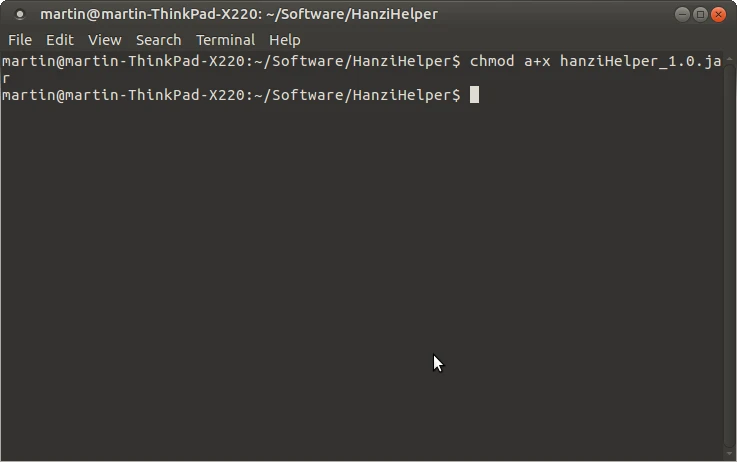 martin@martin-ThinkPad-X220: ~/Software/HanziHelper
File Edit View Search Terminal Help
martin@martin-ThinkPad-X220:~/Software/HanziHelper$ chmod a+x hanziHelper_1.0.ja
r
martin@martin-ThinkPad-X220:~/Software/HanziHelper$